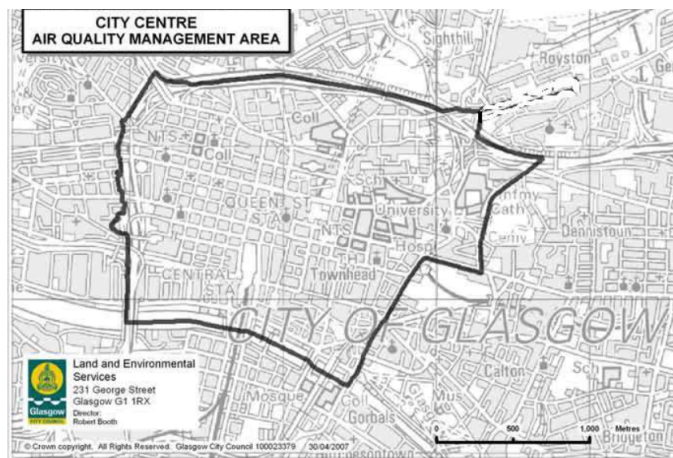 CITY CENTRE
AIR QUALITY MANAGEMENT AREA
Sighthill
Royston
Coll
NTS
Coll
Sch
QUEEN ST
STA
University
Cath
NTS
Hosp
Cemy
Dennistoun
TH
CENTRAL
STA
Townhead
CITY OF GLASGOW
Land and Environmental
Services
231 George Street
Glasgow G1 1RX
Director:
Robert Booth
Glasgow
CITY COUNCIL
Mosque
Coll
Mus
Calton
Sch
Gorbals
0 500 1,000 Metres
Bridgeton
© Crown copyright. All Rights Reserved. Glasgow City Council 100023379 30/04/2007